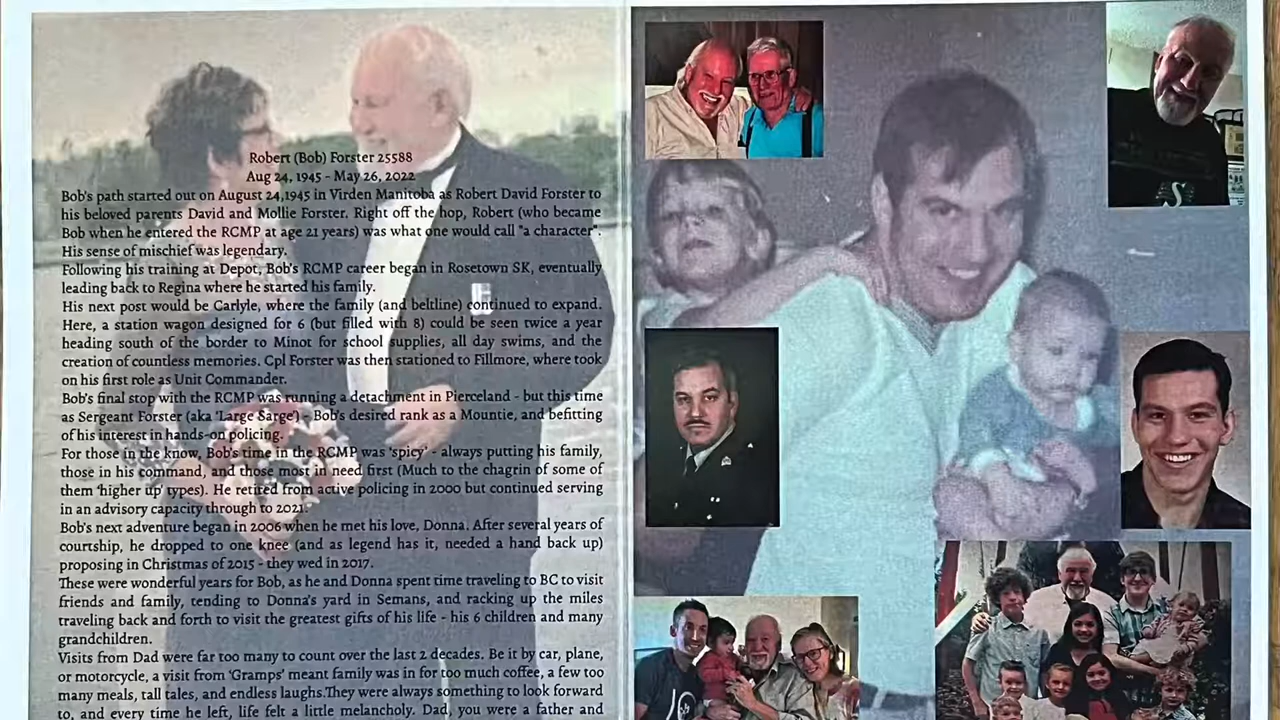 Robert (Bob) Forster 25588
Aug 24, 1945 - May 26, 2022
Bob's path started out on August 24,1945 in Virden Manitoba as Robert David Forster to
his beloved parents David and Mollie Forster. Right off the hop, Robert (who became
Bob when he entered the RCMP at age 21 years) was what one would call "a character".
His sense of mischief was legendary.
Following his training at Depot, Bob's RCMP career began in Rosetown SK, eventually
leading back to Regina where he started his family.
His next post would be Carlyle, where the family (and beltline) continued to expand.
Here, a station wagon designed for 6 (but filled with 8) could be seen twice a year
heading south of the border to Minot for school supplies, all day swims, and the
creation of countless memories. Cpl Forster was then stationed to Fillmore, where took
on his first role as Unit Commander.
Bob's final stop with the RCMP was running a detachment in Pierceland - but this time
as Sergeant Forster (aka 'Large Sarge') - Bob's desired rank as a Mountie, and befitting
of his interest in hands-on policing.
For those in the know, Bob's time in the RCMP was 'spicy' - always putting his family,
those in his command, and those most in need first (Much to the chagrin of some of
them 'higher up' types). He retired from active policing in 2000 but continued serving
in an advisory capacity through to 2021.
Bob's next adventure began in 2006 when he met his love, Donna. After several years of
courtship, he dropped to one knee (and as legend has it, needed a hand back up)
proposing in Christmas of 2015 - they wed in 2017.
These were wonderful years for Bob, as he and Donna spent time traveling to BC to visit
friends and family, tending to Donna's yard in Semans, and racking up the miles
traveling back and forth to visit the greatest gifts of his life - his 6 children and many
grandchildren.
Visits from Dad were far too many to count over the last 2 decades. Be it by car, plane,
or motorcycle, a visit from 'Gramps' meant family was in for too much coffee, a few too
many meals, tall tales, and endless laughs.They were always something to look forward
to, and every time he left, life felt a little melancholy. Dad, you were a father and